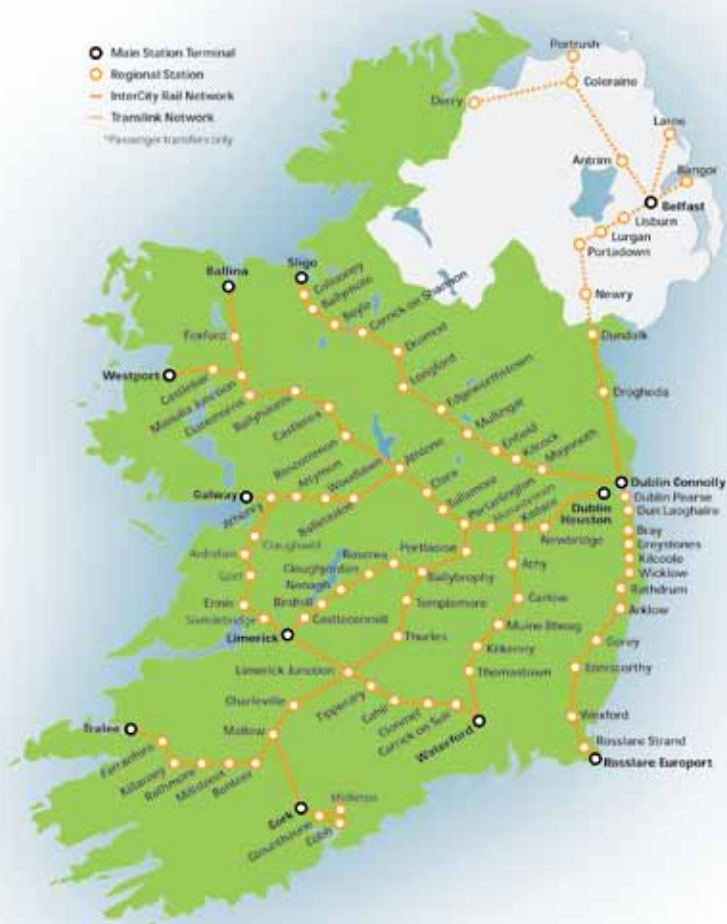 Main Station Terminal
Regional Station
InterCity Rail Network
Translink Network
*Passenger transfers only
Portrush
Coleraine
Derry
Larne
Antrim
Bangor
Belfast
Lisburn
Lurgan
Portadown
Newry
Dundalk
Drogheda
Ballina
Sligo
Collooney
Ballymote
Boyle
Carrick on Shannon
Dromod
Longford
Edgeworthstown
Mullingar
Enfield
Kilcock
Maynooth
Foxford
Westport
Castlebar
Manulla Junction
Claremorris
Ballyhaunis
Castlerea
Roscommon
Athlone
Clara
Tullamore
Portarlington
Monasterevin
Kildare
Newbridge
Dublin Connolly
Dublin
Heuston
Dublin Pearse
Dun Laoghaire
Bray
Greystones
Kilcoole
Wicklow
Rathdrum
Arklow
Gorey
Enniscorthy
Wexford
Rosslare Strand
Rosslare Europort
Galway
Athenry
Attymon
Woodlawn
Ballinasloe
Craughwell
Ardrahan
Gort
Ennis
Sixmilebridge
Limerick
Roscrea
Cloughjordan
Nenagh
Birdhill
Castleconnell
Portlaoise
Ballybrophy
Templemore
Thurles
Athy
Carlow
Muine Bheag
Kilkenny
Thomastown
Waterford
Limerick Junction
Tipperary
Cahir
Clonmel
Carrick on Suir
Charleville
Mallow
Tralee
Farranfore
Killarney
Rathmore
Millstreet
Banteer
Cork
Midleton
Glounthaune
Cobh